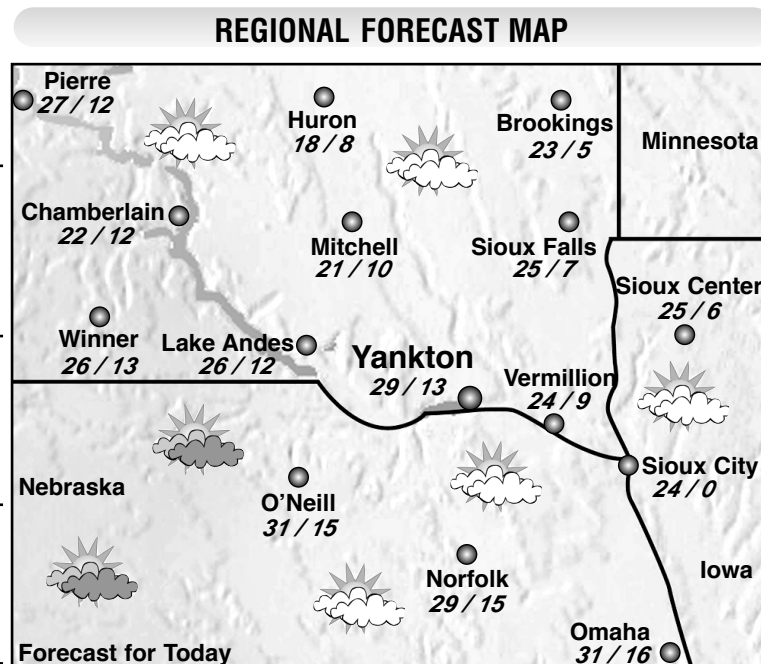 REGIONAL FORECAST MAP
Pierre
27 / 12
Huron
18 / 8
Brookings
23 / 5
Minnesota
Chamberlain
22 / 12
Mitchell
21 / 10
Sioux Falls
25 / 7
Sioux Center
25 / 6
Winner
26 / 13
Lake Andes
26 / 12
Yankton
29 / 13
Vermillion
24 / 9
Nebraska
O'Neill
31 / 15
Sioux City
24 / 0
Norfolk
29 / 15
Iowa
Omaha
31 / 16
Forecast for Today